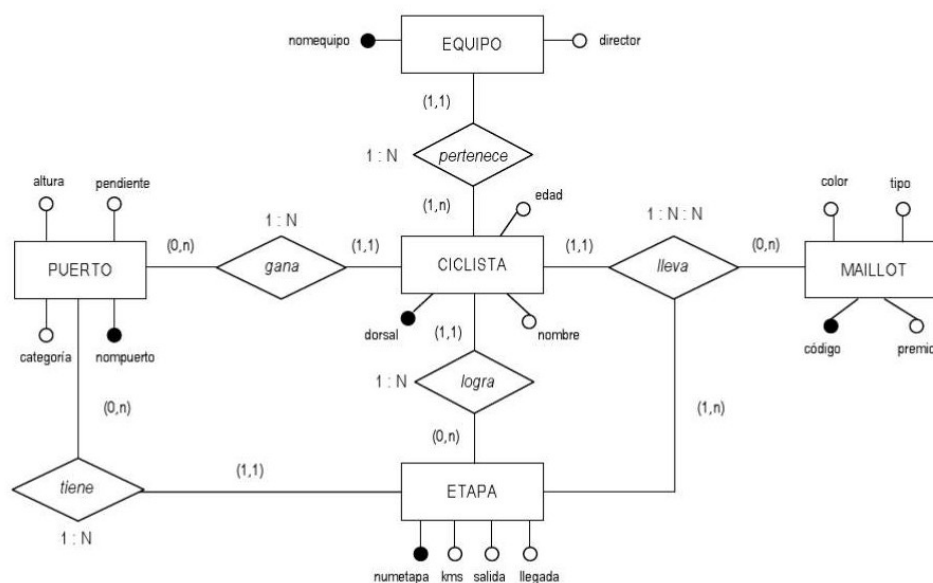 nomequipo EQUIPO director
(1,1)
1 : N pertenece
(1,n)
altura pendiente edad color tipo
1 : N 1 : N : N
(0,n) (1,1) (1,1) (0,n)
PUERTO gana CICLISTA lleva MAILLOT
dorsal nombre
categoría nompuerto (1,1) código premio
1 : N logra
(0,n) (1,n)
(0,n)
(1,1)
tiene ETAPA
1 : N
numetapa kms salida llegada